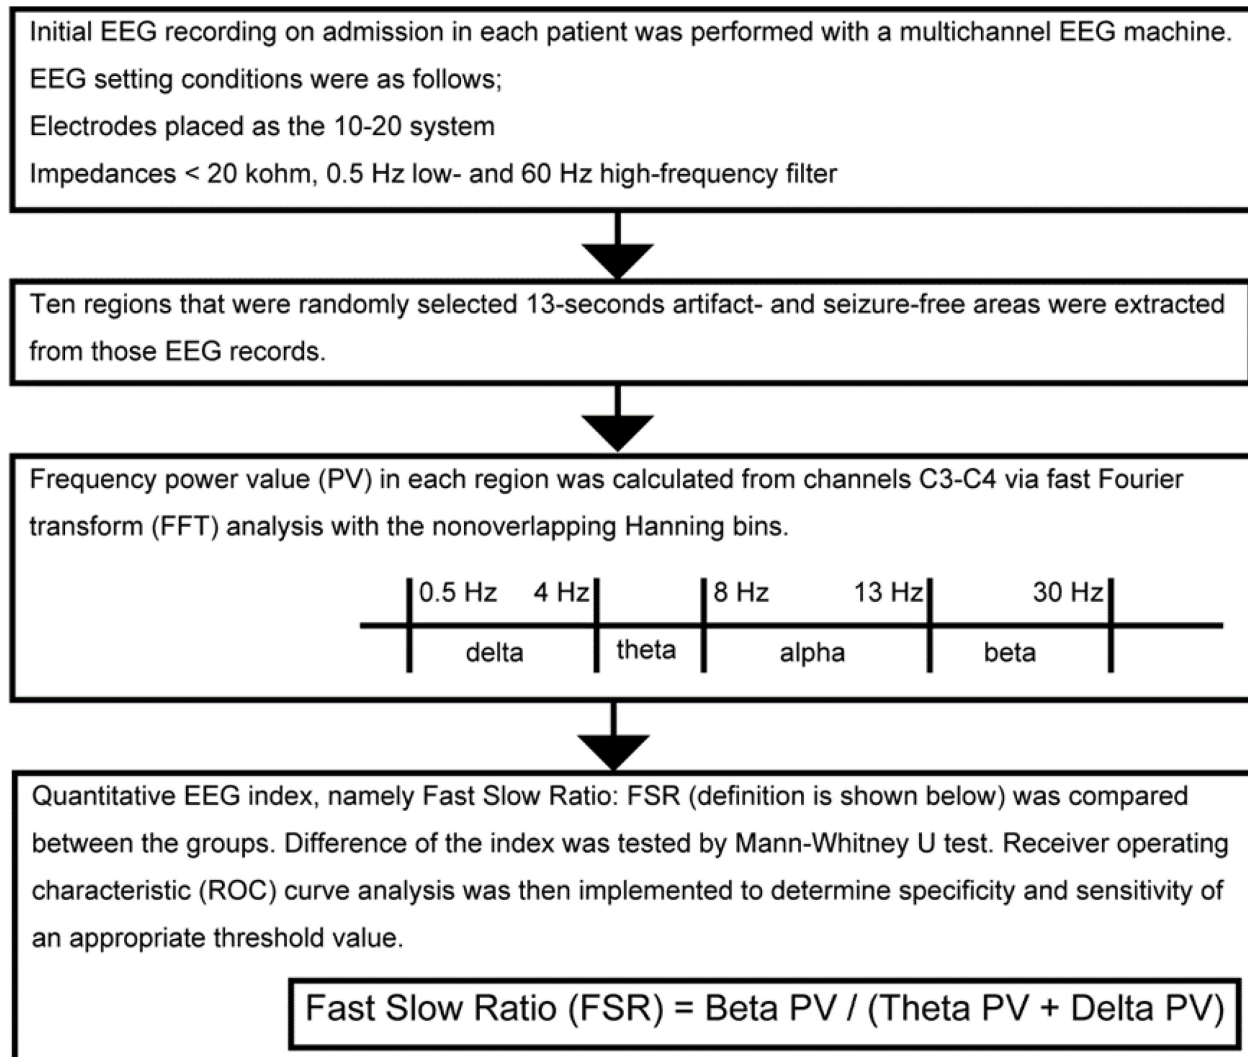 Initial EEG recording on admission in each patient was performed with a multichannel EEG machine.
EEG setting conditions were as follows;
Electrodes placed as the 10-20 system
Impedances < 20 kohm, 0.5 Hz low- and 60 Hz high-frequency filter
Ten regions that were randomly selected 13-seconds artifact- and seizure-free areas were extracted
from those EEG records.
Frequency power value (PV) in each region was calculated from channels C3-C4 via fast Fourier
transform (FFT) analysis with the nonoverlapping Hanning bins.
0.5 Hz 4 Hz 8 Hz 13 Hz 30 Hz
delta theta alpha beta
Quantitative EEG index, namely Fast Slow Ratio: FSR (definition is shown below) was compared
between the groups. Difference of the index was tested by Mann-Whitney U test. Receiver operating
characteristic (ROC) curve analysis was then implemented to determine specificity and sensitivity of
an appropriate threshold value.
Fast Slow Ratio (FSR) = Beta PV / (Theta PV + Delta PV)